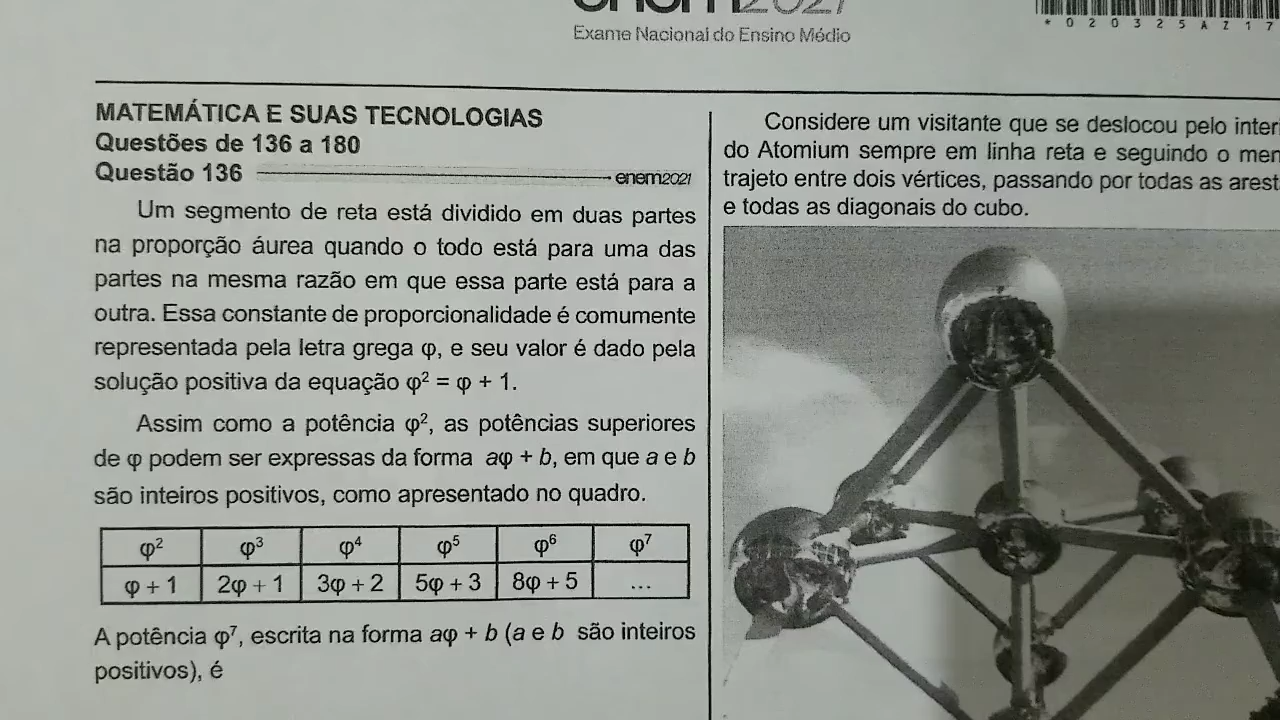 enem2021
Exame Nacional do Ensino Médio
*020325AZ17
MATEMÁTICA E SUAS TECNOLOGIAS
Questões de 136 a 180
Questão 136 enem2021
Um segmento de reta está dividido em duas partes
na proporção áurea quando o todo está para uma das
partes na mesma razão em que essa parte está para a
outra. Essa constante de proporcionalidade é comumente
representada pela letra grega φ, e seu valor é dado pela
solução positiva da equação φ² = φ + 1.
Assim como a potência φ², as potências superiores
de φ podem ser expressas da forma aφ + b, em que a e b
são inteiros positivos, como apresentado no quadro.
φ² φ³ φ⁴ φ⁵ φ⁶ φ⁷
φ + 1 2φ + 1 3φ + 2 5φ + 3 8φ + 5 ...
A potência φ⁷, escrita na forma aφ + b (a e b são inteiros
positivos), é
Considere um visitante que se deslocou pelo inter
do Atomium sempre em linha reta e seguindo o men
trajeto entre dois vértices, passando por todas as arest
e todas as diagonais do cubo.